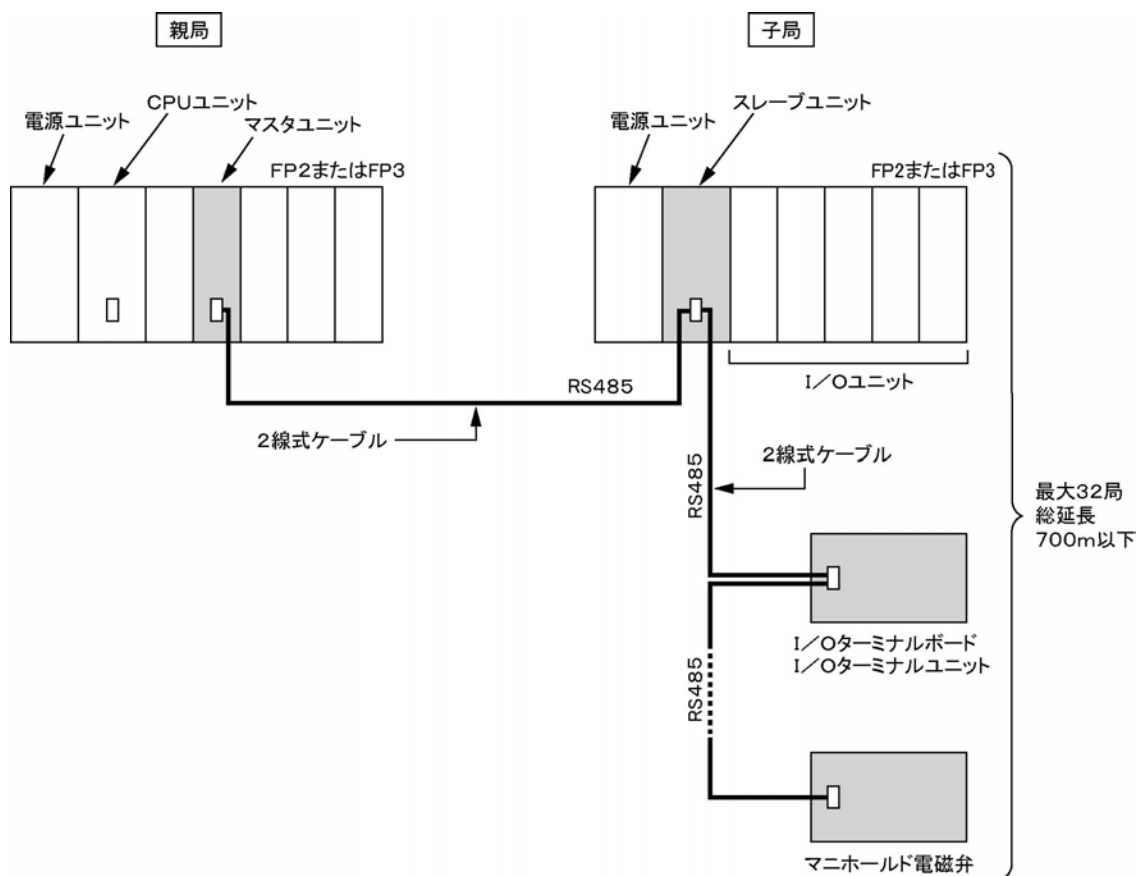 親局
子局
電源ユニット
CPUユニット
マスタユニット
FP2またはFP3
電源ユニット
スレーブユニット
FP2またはFP3
I/Oユニット
RS485
2線式ケーブル
RS485
2線式ケーブル
最大32局
総延長
700m以下
I/Oターミナルボード
I/Oターミナルユニット
RS485
マニホールド電磁弁